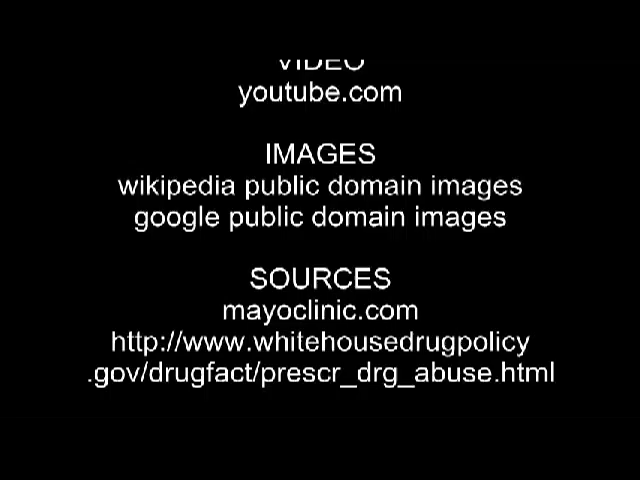 VIDEO
youtube.com
IMAGES
wikipedia public domain images
google public domain images
SOURCES
mayoclinic.com
http://www.whitehousedrugpolicy
.gov/drugfact/prescr_drg_abuse.html